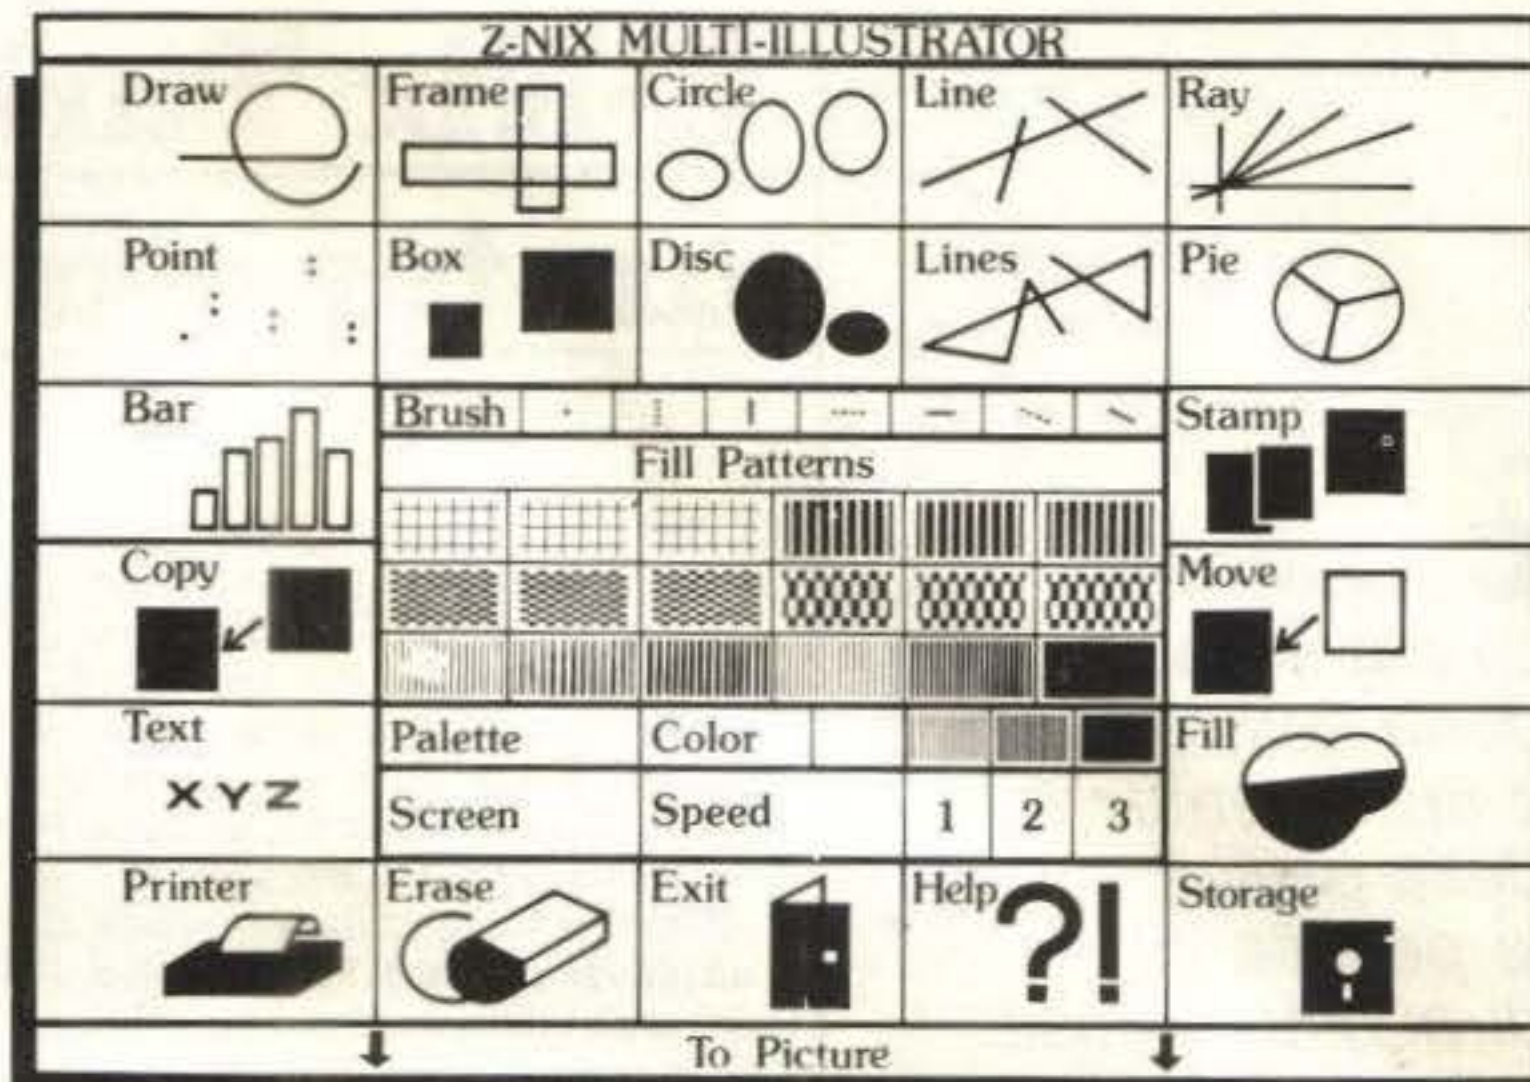 Z-NIX MULTI-ILLUSTRATOR
Draw Frame Circle Line Ray
Point Box Disc Lines Pie
Bar Brush Stamp
Fill Patterns
Copy Move
Text Palette Color Fill
X Y Z
Screen Speed 1 2 3
Printer Erase Exit Help ?! Storage
To Picture